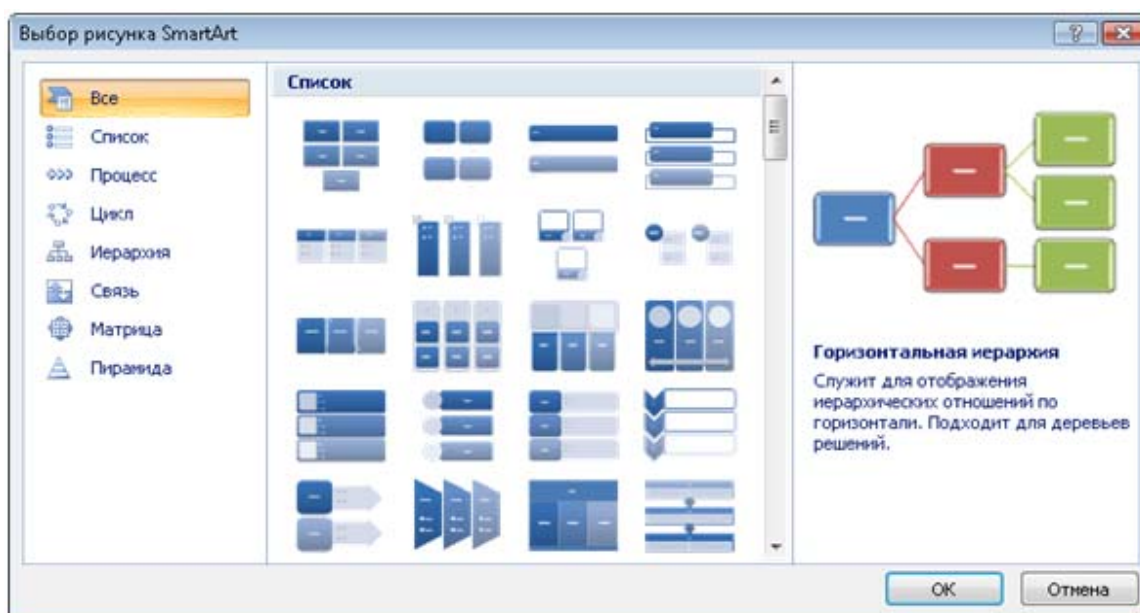 Выбор рисунка SmartArt
Все
Список
Процесс
Цикл
Иерархия
Связь
Матрица
Пирамида
Список
Горизонтальная иерархия
Служит для отображения
иерархических отношений по
горизонтали. Подходит для деревьев
решений.
ОК
Отмена